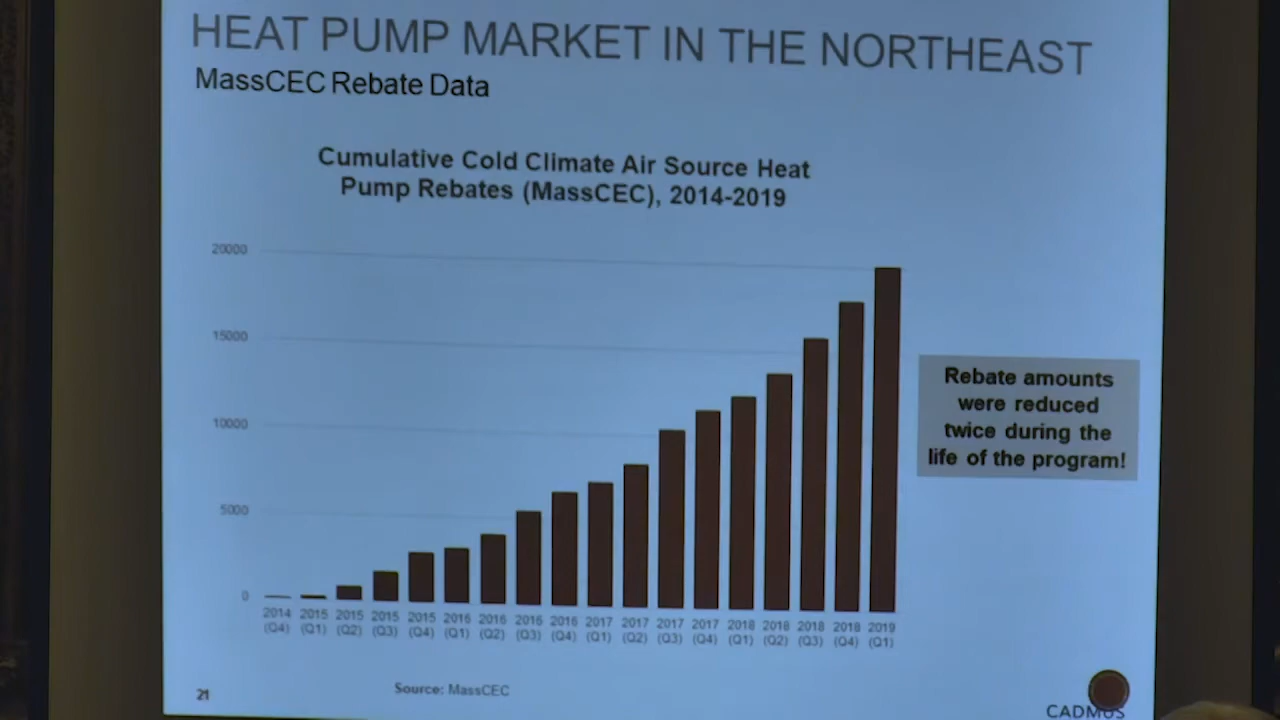 HEAT PUMP MARKET IN THE NORTHEAST
MassCEC Rebate Data
Cumulative Cold Climate Air Source Heat
Pump Rebates (MassCEC), 2014-2019
20000
15000
10000
5000
0
2014 2015 2015 2015 2015 2016 2016 2016 2016 2017 2017 2017 2017 2018 2018 2018 2018 2019
(Q4) (Q1) (Q2) (Q3) (Q4) (Q1) (Q2) (Q3) (Q4) (Q1) (Q2) (Q3) (Q4) (Q1) (Q2) (Q3) (Q4) (Q1)
Rebate amounts
were reduced
twice during the
life of the program!
21
Source: MassCEC
CADMUS